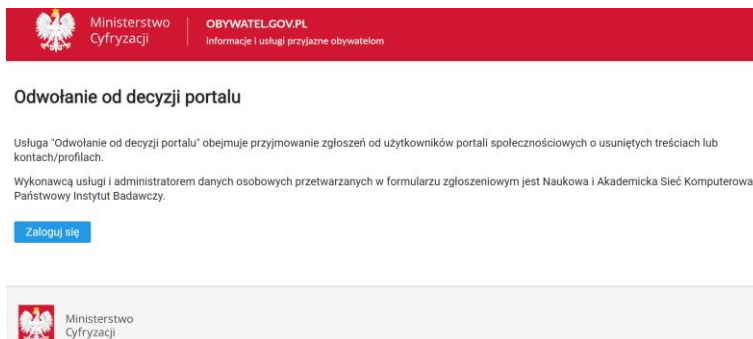 Ministerstwo
Cyfryzacji
OBYWATEL.GOV.PL
informacje i usługi przyjazne obywatelom
Odwołanie od decyzji portalu
Usługa "Odwołanie od decyzji portalu" obejmuje przyjmowanie zgłoszeń od użytkowników portali społecznościowych o usuniętych treściach lub
kontach/profilach.
Wykonawcą usługi i administratorem danych osobowych przetwarzanych w formularzu zgłoszeniowym jest Naukowa i Akademicka Sieć Komputerowa
Państwowy Instytut Badawczy.
Zaloguj się
Ministerstwo
Cyfryzacji